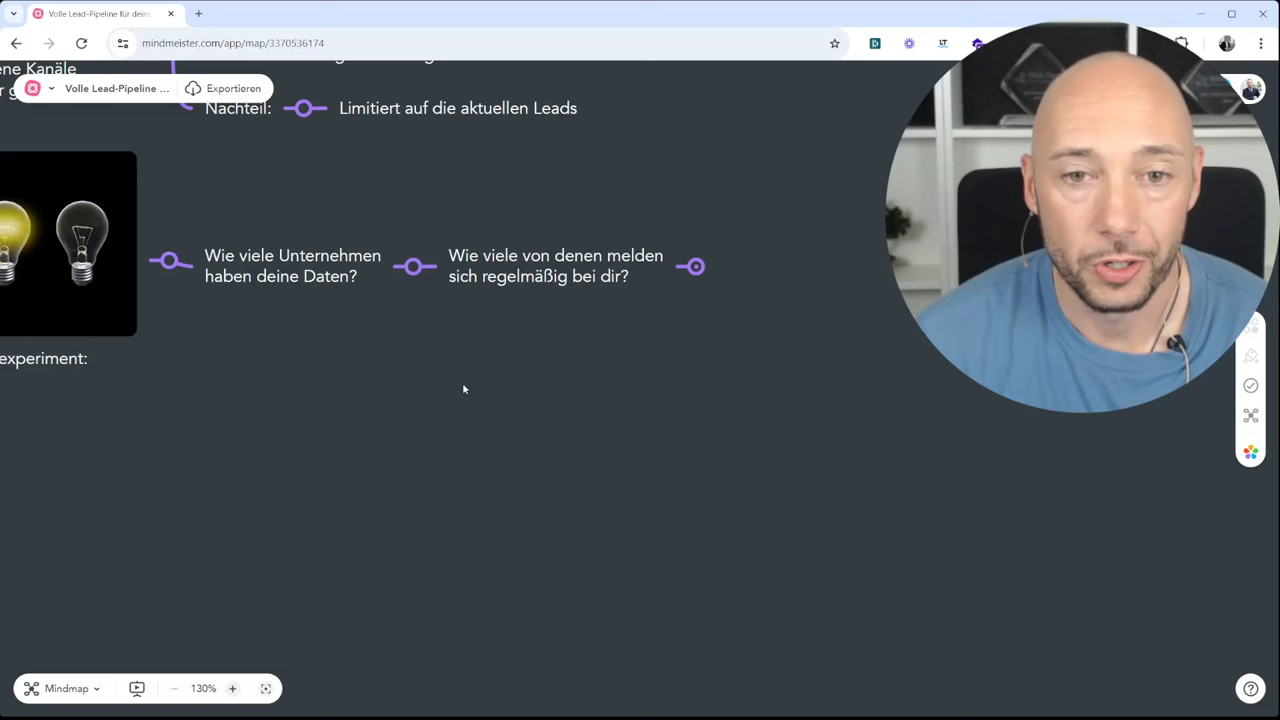 Volle Lead-Pipeline für deine
mindmeister.com/app/map/3370536174
LT
ene Kanäle
Volle Lead-Pipeline ...
Exportieren
Nachteil:
Limitiert auf die aktuellen Leads
Wie viele Unternehmen
haben deine Daten?
Wie viele von denen melden
sich regelmäßig bei dir?
experiment:
Mindmap
130%